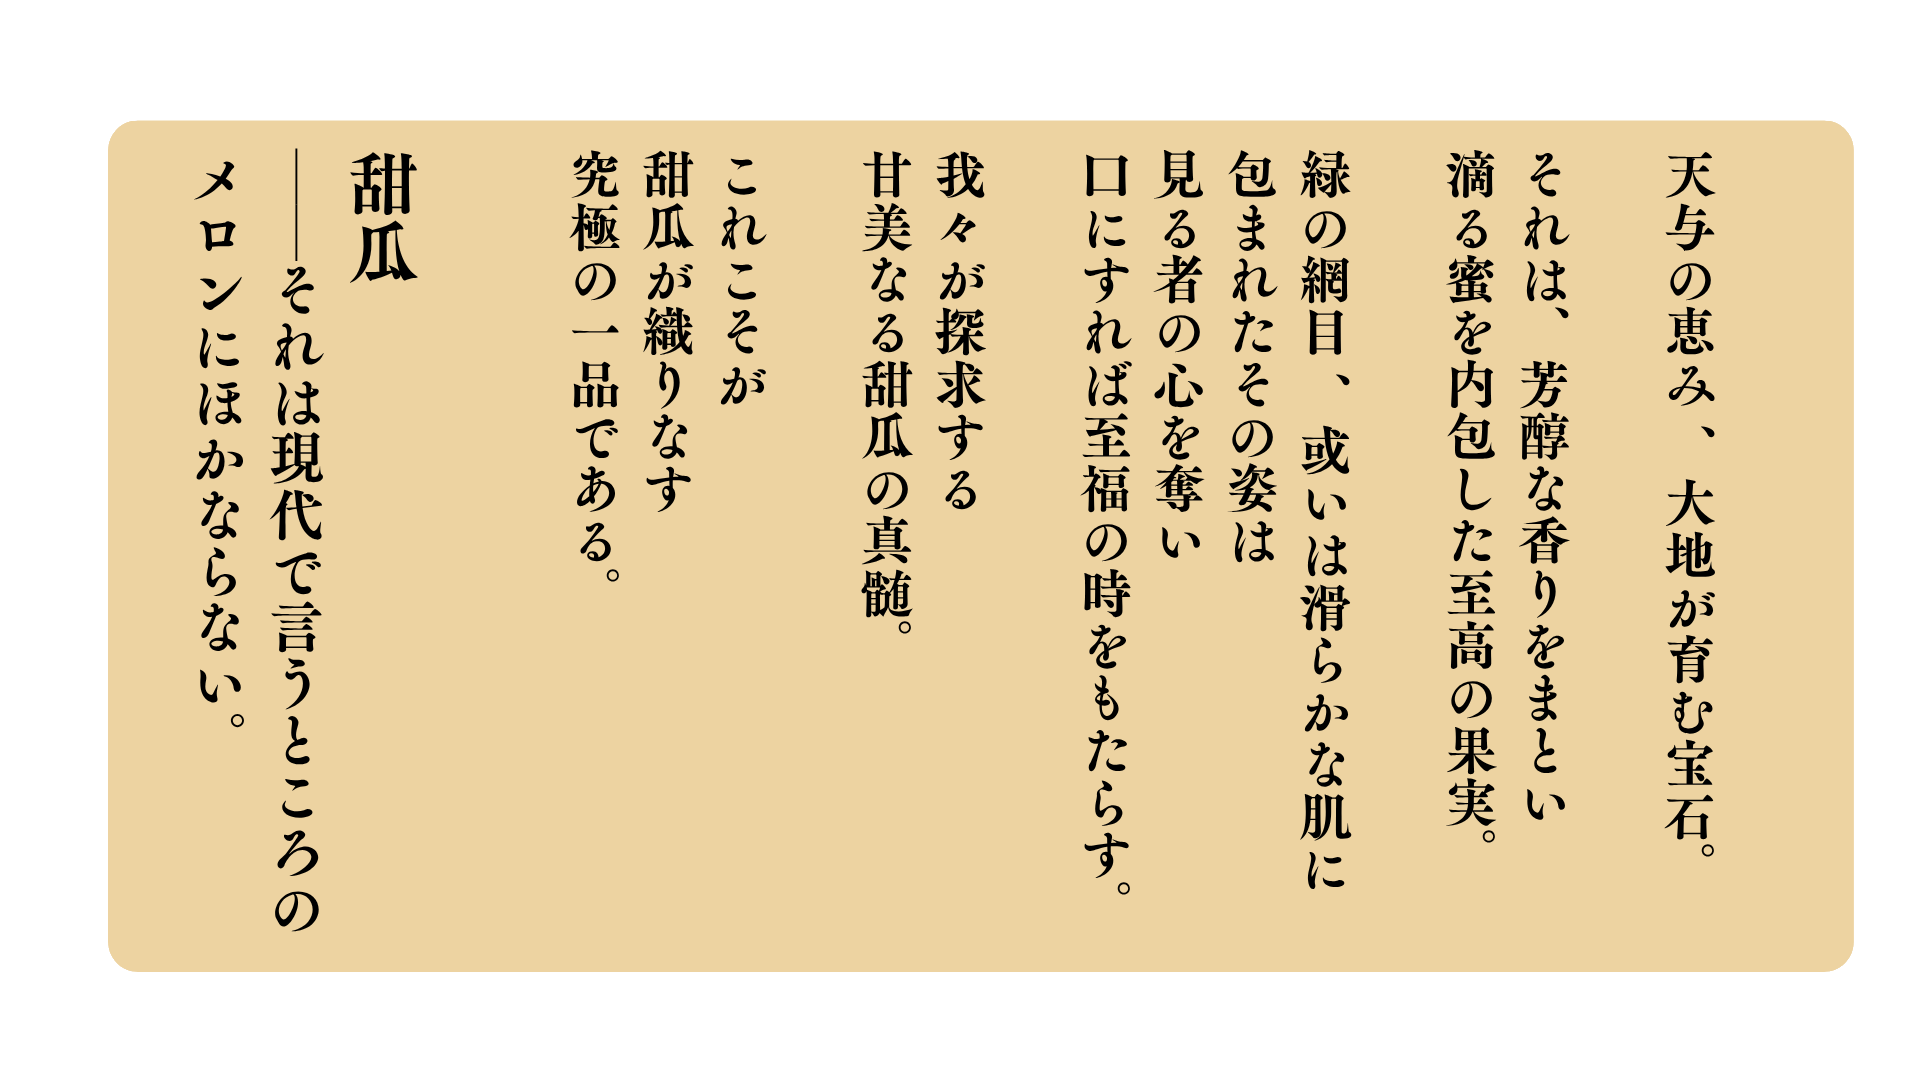 天与の恵み、大地が育む宝石。
それは、芳醇な香りをまとい
滴る蜜を内包した至高の果実。
緑の網目、或いは滑らかな肌に
包まれたその姿は
見る者の心を奪い
口にすれば至福の時をもたらす。
我々が探求する
甘美なる甜瓜の真髄。
これこそが
甜瓜が織りなす
究極の一品である。
甜瓜
――それは現代で言うところの
メロンにほかならない。